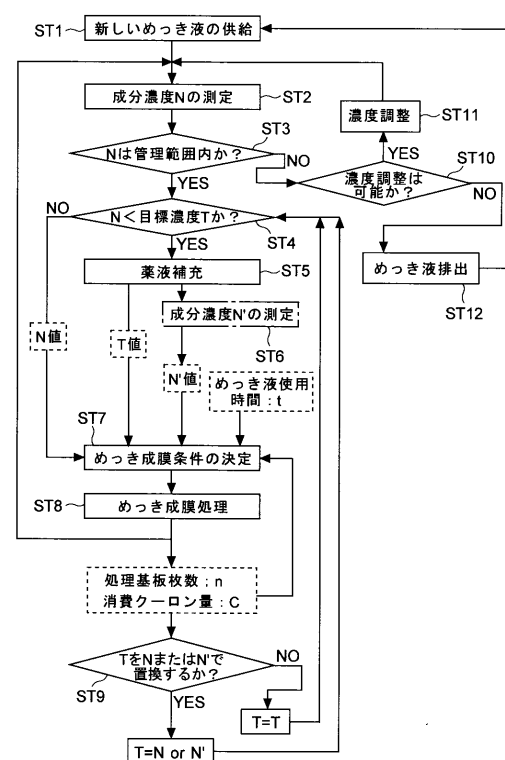 ST1
新しいめっき液の供給
成分濃度Nの測定
ST2
濃度調整
ST11
ST3
Nは管理範囲内か?
NO
YES
YES
ST10
濃度調整は
可能か?
NO
NO
N<目標濃度Tか?
ST4
YES
薬液補充
ST5
めっき液排出
ST12
成分濃度N'の測定
ST6
N値
T値
N'値
めっき液使用
時間:t
ST7
めっき成膜条件の決定
ST8
めっき成膜処理
処理基板枚数;n
消費クーロン量:C
TをNまたはN'で
置換するか?
NO
ST9
YES
T=T
T=N or N'